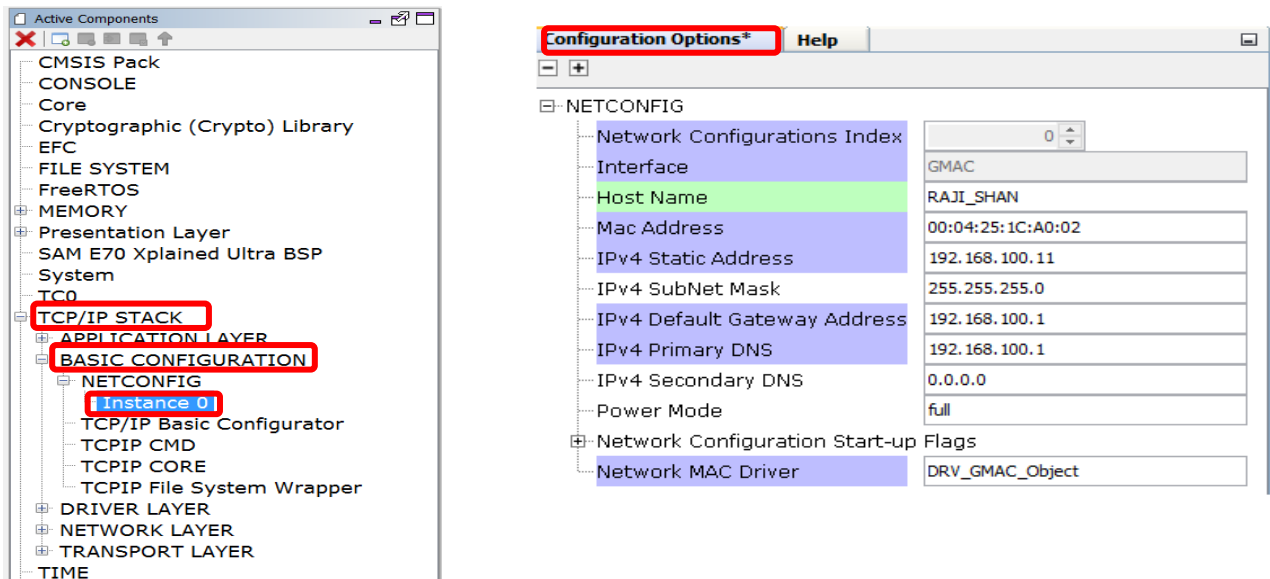 Active Components
CMSIS Pack
CONSOLE
Core
Cryptographic (Crypto) Library
EFC
FILE SYSTEM
FreeRTOS
MEMORY
Presentation Layer
SAM E70 Xplained Ultra BSP
System
TC0
TCP/IP STACK
APPLICATION LAYER
BASIC CONFIGURATION
NETCONFIG
Instance 0
TCP/IP Basic Configurator
TCPIP CMD
TCPIP CORE
TCPIP File System Wrapper
DRIVER LAYER
NETWORK LAYER
TRANSPORT LAYER
TIME
Configuration Options* Help
NETCONFIG
Network Configurations Index 0
Interface GMAC
Host Name RAJI_SHAN
Mac Address 00:04:25:1C:A0:02
IPv4 Static Address 192.168.100.11
IPv4 SubNet Mask 255.255.255.0
IPv4 Default Gateway Address 192.168.100.1
IPv4 Primary DNS 192.168.100.1
IPv4 Secondary DNS 0.0.0.0
Power Mode full
Network Configuration Start-up Flags
Network MAC Driver DRV_GMAC_Object